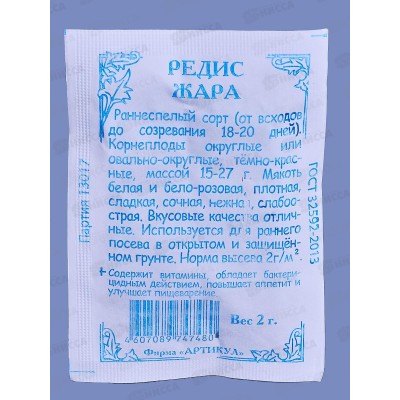 РЕДИС
ЖАРА
Раннеспелый сорт (от всходов
до созревания 18-20 дней).
Корнеплоды округлые или
овально-округлые, тёмно-крас-
ные, массой 15-27 г. Мякоть
белая и бело-розовая, плотная,
сладкая, сочная, нежная, слабоо-
страя. Вкусовые качества отлич-
ные. Используется для раннего
посева в открытом и защищён-
ном грунте. Норма высева 2г/м².
+ Содержит витамины, обладает бактери-
цидным действием, повышает аппетит и
улучшает пищеварение.
Вес 2 г.
4607089 747480
Фирма «АРТИКУЛ»
Партия 13017
ГОСТ 32592-2013